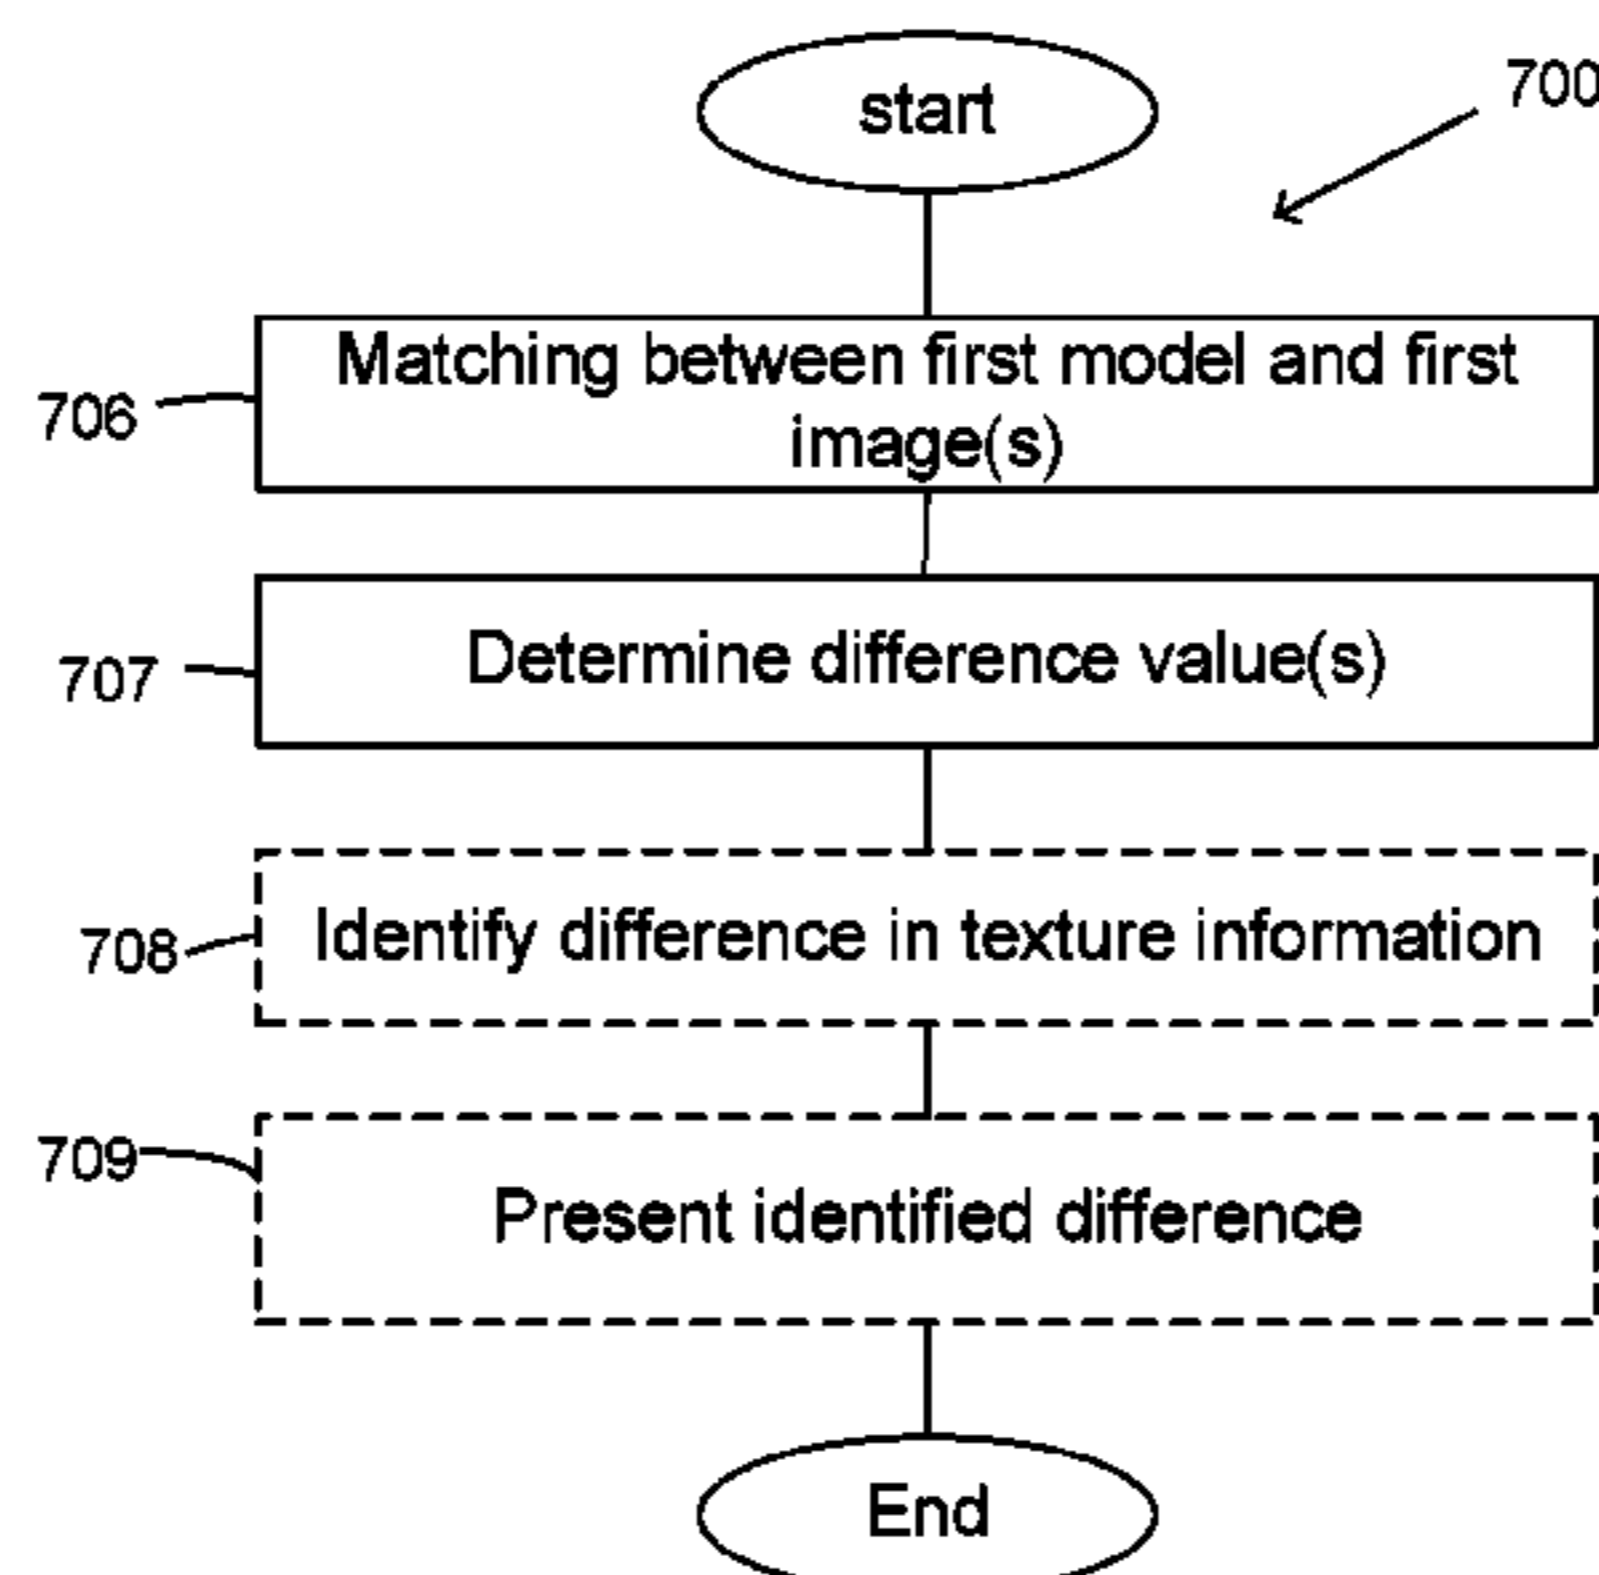 start
700
Matching between first model and first
image(s)
706
Determine difference value(s)
707
Identify difference in texture information
708
709
Present identified difference
End